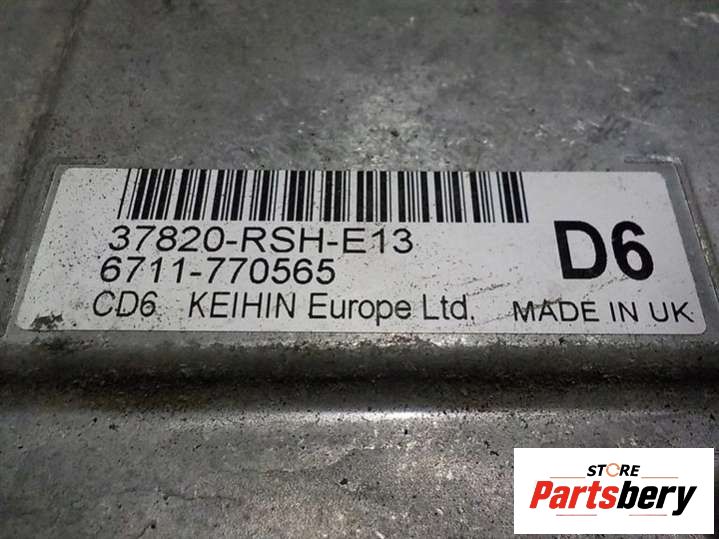 37820-RSH-E13
6711-770565
D6
CD6 KEIHIN Europe Ltd. MADE IN UK
STORE
Partsbery